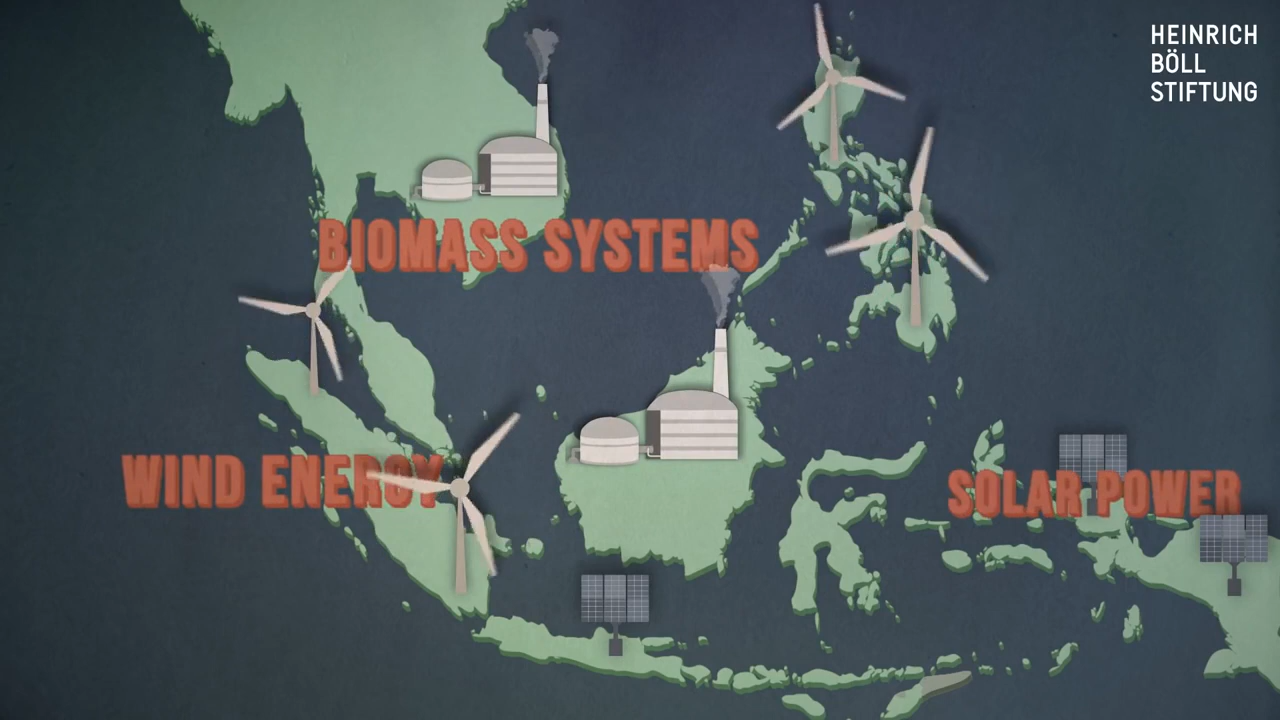 HEINRICH
BÖLL
STIFTUNG
BIOMASS SYSTEMS
WIND ENERGY
SOLAR POWER